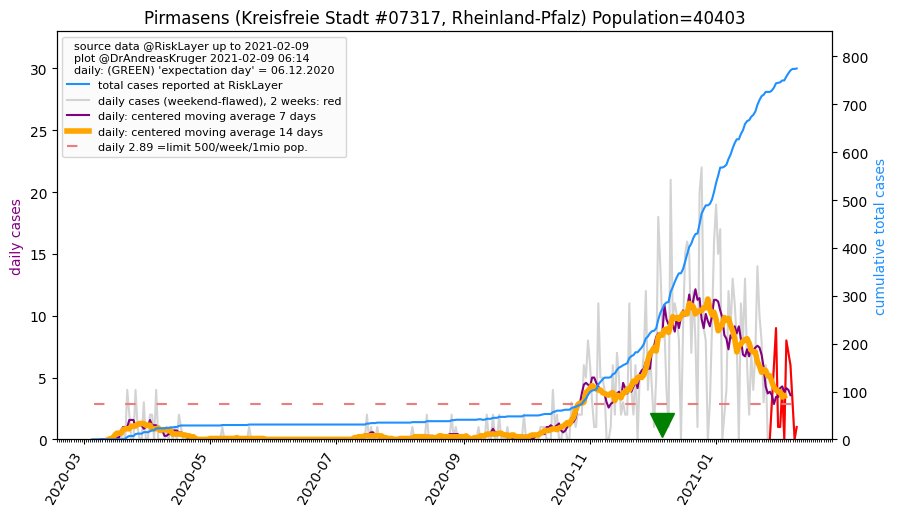 Pirmasens (Kreisfreie Stadt #07317, Rheinland-Pfalz) Population=40403
source data @RiskLayer up to 2021-02-09
plot @DrAndreasKruger 2021-02-09 06:14
daily: (GREEN) 'expectation day' = 06.12.2020
total cases reported at RiskLayer
daily cases (weekend-flawed), 2 weeks: red
daily: centered moving average 7 days
daily: centered moving average 14 days
daily 2.89 =limit 500/week/1mio pop.
daily cases
30
25
20
15
10
5
0
cumulative total cases
800
700
600
500
400
300
200
100
0
2020-03
2020-05
2020-07
2020-09
2020-11
2021-01